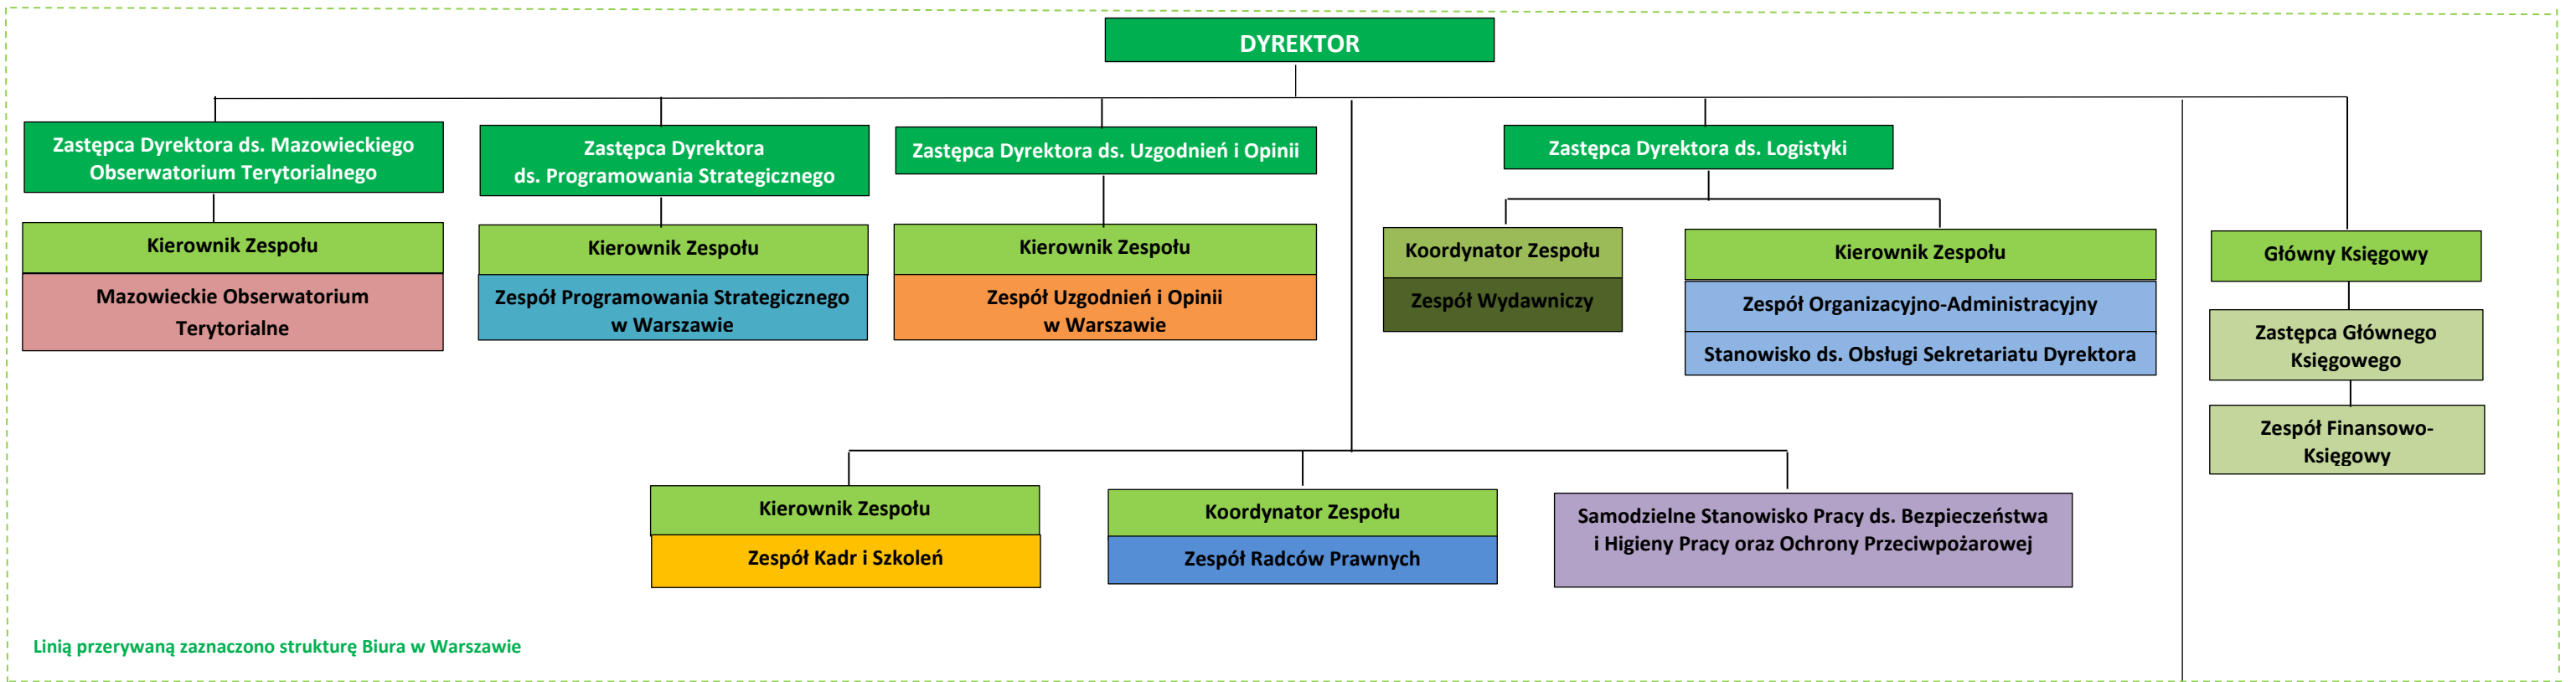 DYREKTOR
Zastępca Dyrektora ds. Mazowieckiego
Obserwatorium Terytorialnego
Zastępca Dyrektora
ds. Programowania Strategicznego
Zastępca Dyrektora ds. Uzgodnień i Opinii
Zastępca Dyrektora ds. Logistyki
Kierownik Zespołu
Mazowieckie Obserwatorium
Terytorialne
Kierownik Zespołu
Zespół Programowania Strategicznego
w Warszawie
Kierownik Zespołu
Zespół Uzgodnień i Opinii
w Warszawie
Koordynator Zespołu
Zespół Wydawniczy
Kierownik Zespołu
Zespół Organizacyjno-Administracyjny
Stanowisko ds. Obsługi Sekretariatu Dyrektora
Główny Księgowy
Zastępca Głównego
Księgowego
Zespół Finansowo-
Księgowy
Kierownik Zespołu
Zespół Kadr i Szkoleń
Koordynator Zespołu
Zespół Radców Prawnych
Samodzielne Stanowisko Pracy ds. Bezpieczeństwa
i Higieny Pracy oraz Ochrony Przeciwpożarowej
Linią przerywaną zaznaczono strukturę Biura w Warszawie